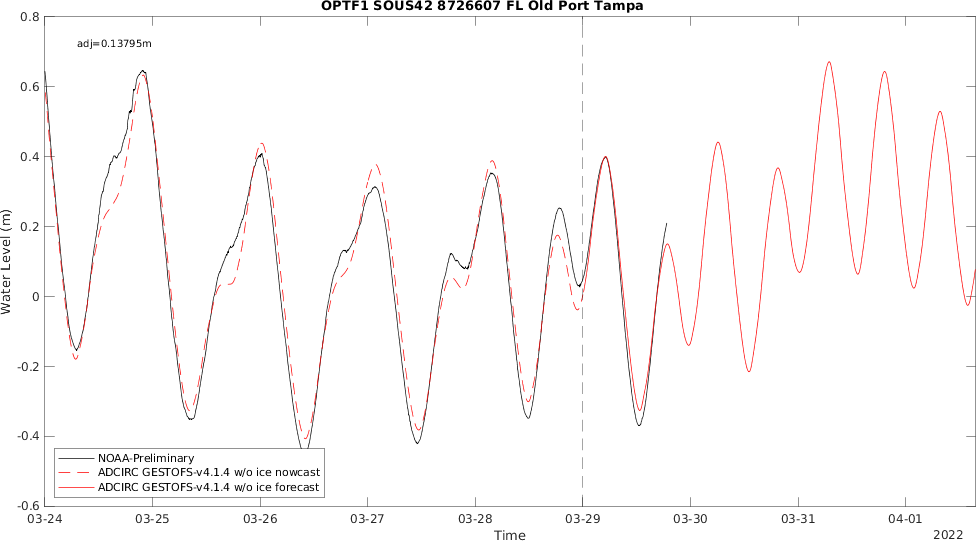 OPTF1 SOUS42 8726607 FL Old Port Tampa
adj=0.13795m
0.8
0.6
0.4
0.2
0
-0.2
-0.4
-0.6
Water Level (m)
NOAA-Preliminary
ADCIRC GESTOFS-v4.1.4 w/o ice nowcast
ADCIRC GESTOFS-v4.1.4 w/o ice forecast
03-24 03-25 03-26 03-27 03-28 03-29 03-30 03-31 04-01
Time
2022